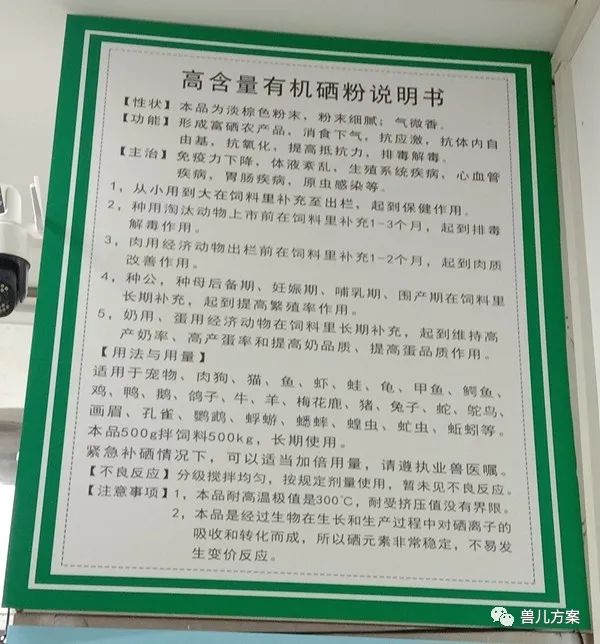 高含量有机硒粉说明书
【性状】本品为淡棕色粉末，粉末细腻；气微香。
【功能】形成富硒农产品，消食下气，抗应激，抗体内自
由基，抗氧化，提高抵抗力，排毒解毒。
【主治】免疫力下降，体液紊乱，生殖系统疾病，心血管
疾病，胃肠疾病，原虫感染等。
1，从小用到大在饲料里补充至出栏，起到保健作用。
2，种用淘汰动物上市前在饲料里补充1-3个月，起到排毒
解毒作用。
3，肉用经济动物出栏前在饲料里补充1-2个月，起到肉质
改善作用。
4，种公，种母后备期、妊娠期、哺乳期、围产期在饲料里
长期补充，起到提高繁殖率作用。
5，奶用、蛋用经济动物在饲料里长期补充，起到维持高
产奶率、高产蛋率和提高奶品质、提高蛋品质作用。
【用法与用量】
适用于宠物、肉狗、猫、鱼、虾、蛙、龟、甲鱼、鳄鱼、
鸡、鸭、鹅、鸽子、牛、羊、梅花鹿、猪、兔子、蛇、鸵鸟、
画眉、孔雀、鹦鹉、蜉蝣、蟋蟀、蝗虫、虻虫、蚯蚓等。
本品500g拌饲料500kg，长期使用。
紧急补硒情况下，可以适当加倍用量，请遵执业兽医嘱。
【不良反应】分级搅拌均匀，按规定剂量使用，暂未见不良反应。
【注意事项】1，本品耐高温极值是300℃，耐受挤压值没有界限。
2，本品是经过生物在生长和生产过程中对硒离子的
吸收和转化而成，所以硒元素非常稳定，不易发
生变价反应。
兽儿方案